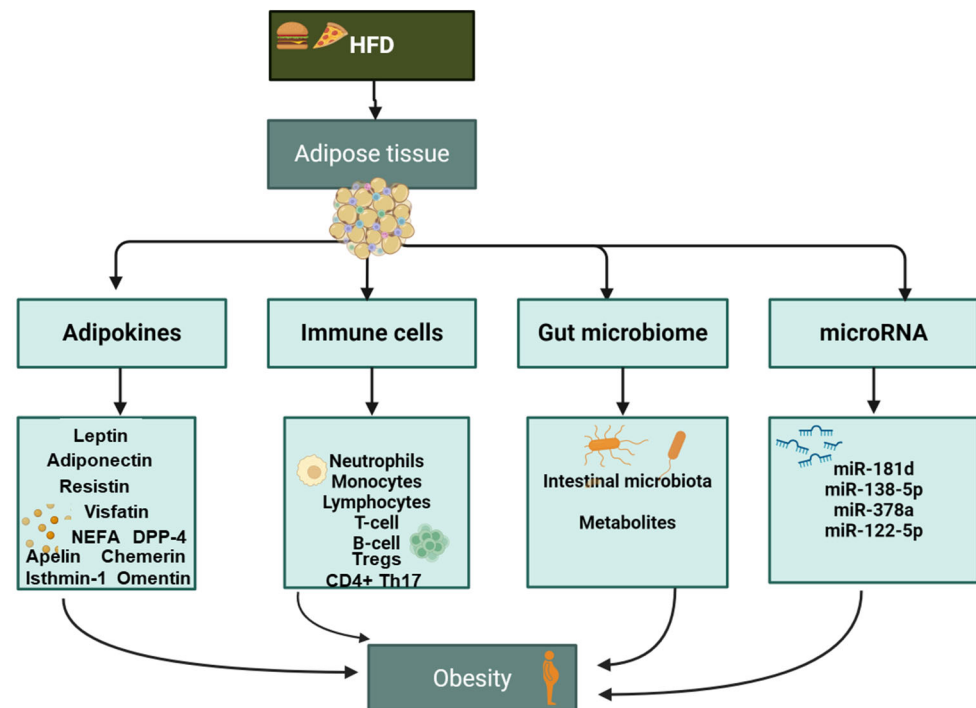 HFD
Adipose tissue
Adipokines
Immune cells
Gut microbiome
microRNA
Leptin
Adiponectin
Resistin
Visfatin
NEFA DPP-4
Apelin Chemerin
Isthmin-1 Omentin
Neutrophils
Monocytes
Lymphocytes
T-cell
B-cell
Tregs
CD4+ Th17
Intestinal microbiota
Metabolites
miR-181d
miR-138-5p
miR-378a
miR-122-5p
Obesity